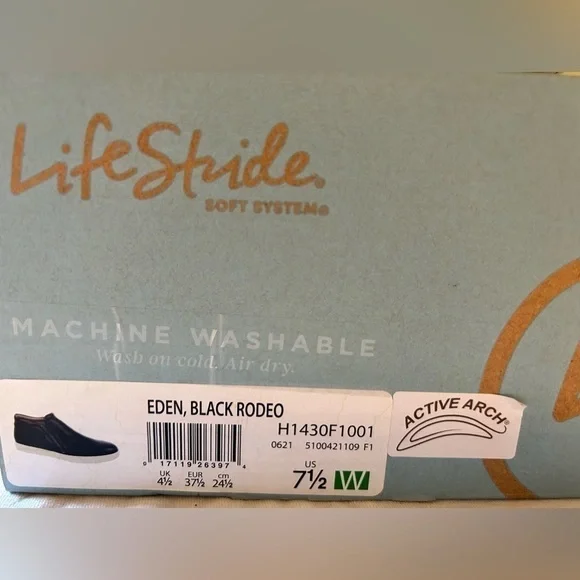 LifeStride.
SOFT SYSTEM®
MACHINE WASHABLE
Wash on cold. Air dry.
EDEN, BLACK RODEO
H1430F1001
0621 5100421109 F1
0 17119 26397 4
UK EUR cm
4½ 37½ 24½
US
7½ W
ACTIVE ARCH®